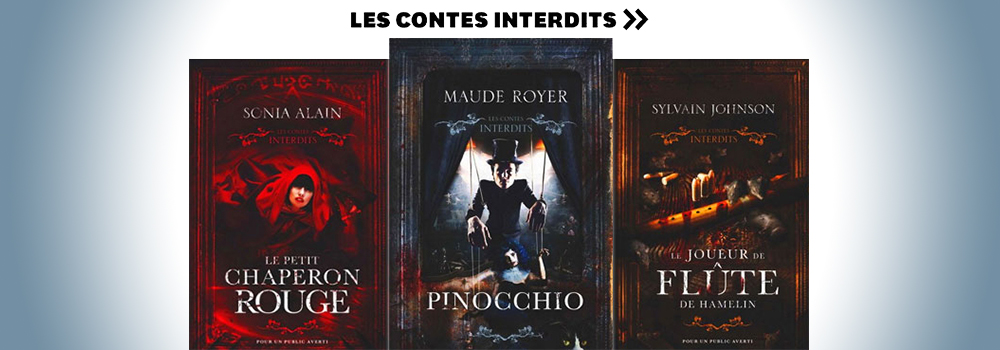 LES CONTES INTERDITS >>
SONIA ALAIN
LES CONTES
INTERDITS
LE PETIT
CHAPERON
ROUGE
POUR UN PUBLIC AVERTI
MAUDE ROYER
LES CONTES
INTERDITS
PINOCCHIO
SYLVAIN JOHNSON
LES CONTES
INTERDITS
LE JOUEUR DE
FLÛTE
DE HAMELIN
POUR UN PUBLIC AVERTI